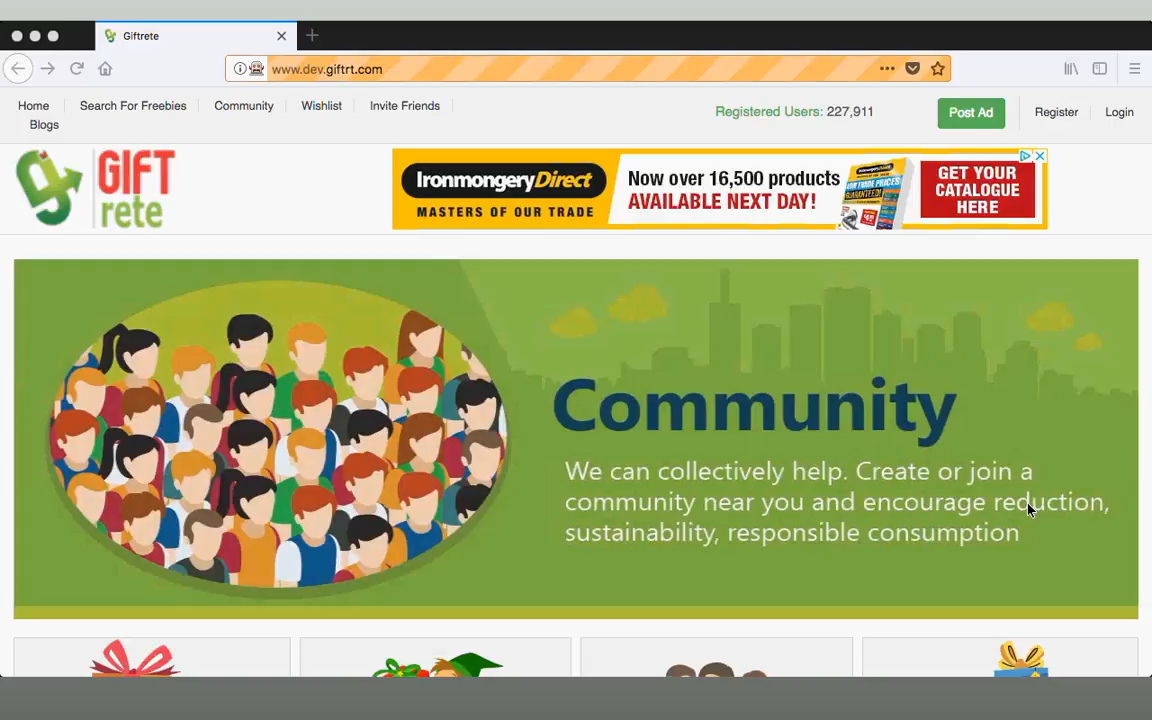 Giftrete
www.dev.giftrt.com
Home
Search For Freebies
Community
Wishlist
Invite Friends
Blogs
Registered Users: 227,911
Post Ad
Register
Login
GIFT
rete
IronmongeryDirect
MASTERS OF OUR TRADE
Now over 16,500 products
AVAILABLE NEXT DAY!
GET YOUR
CATALOGUE
HERE
Community
We can collectively help. Create or join a
community near you and encourage reduction,
sustainability, responsible consumption